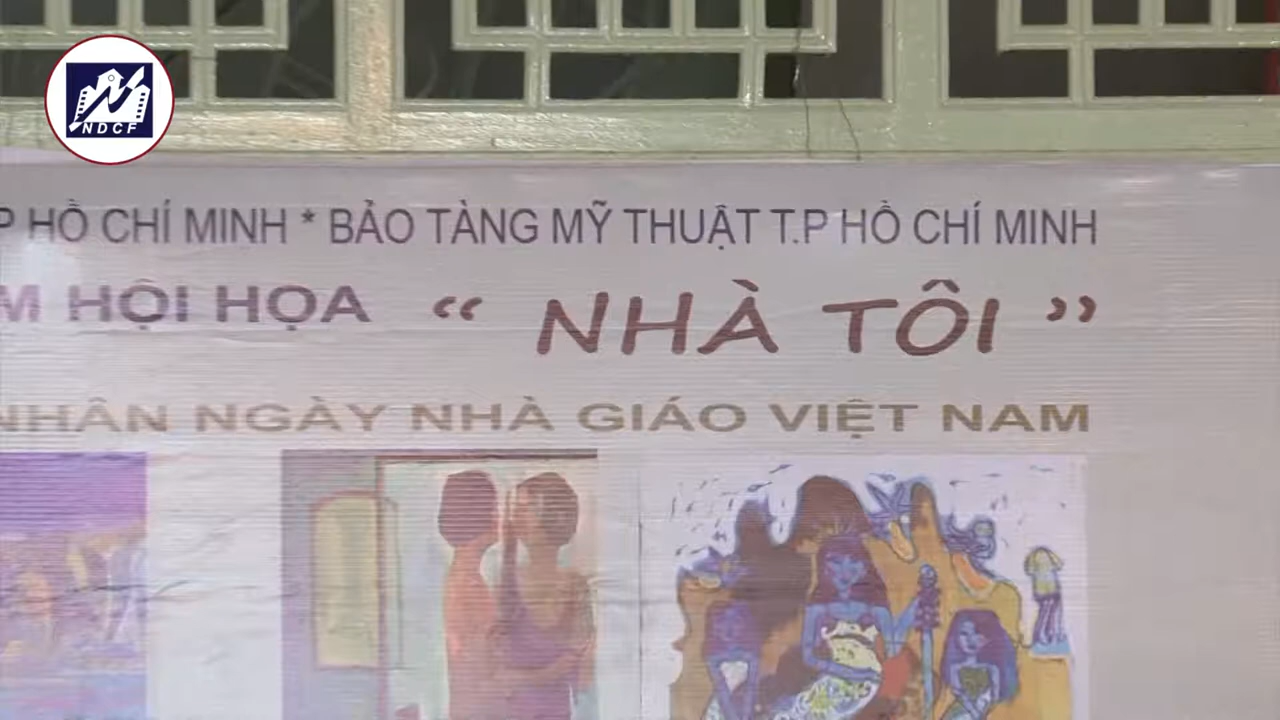 NDCF
P HỒ CHÍ MINH * BẢO TÀNG MỸ THUẬT T.P HỒ CHÍ MINH
M HỘI HỌA “ NHÀ TÔI ”
NHÂN NGÀY NHÀ GIÁO VIỆT NAM